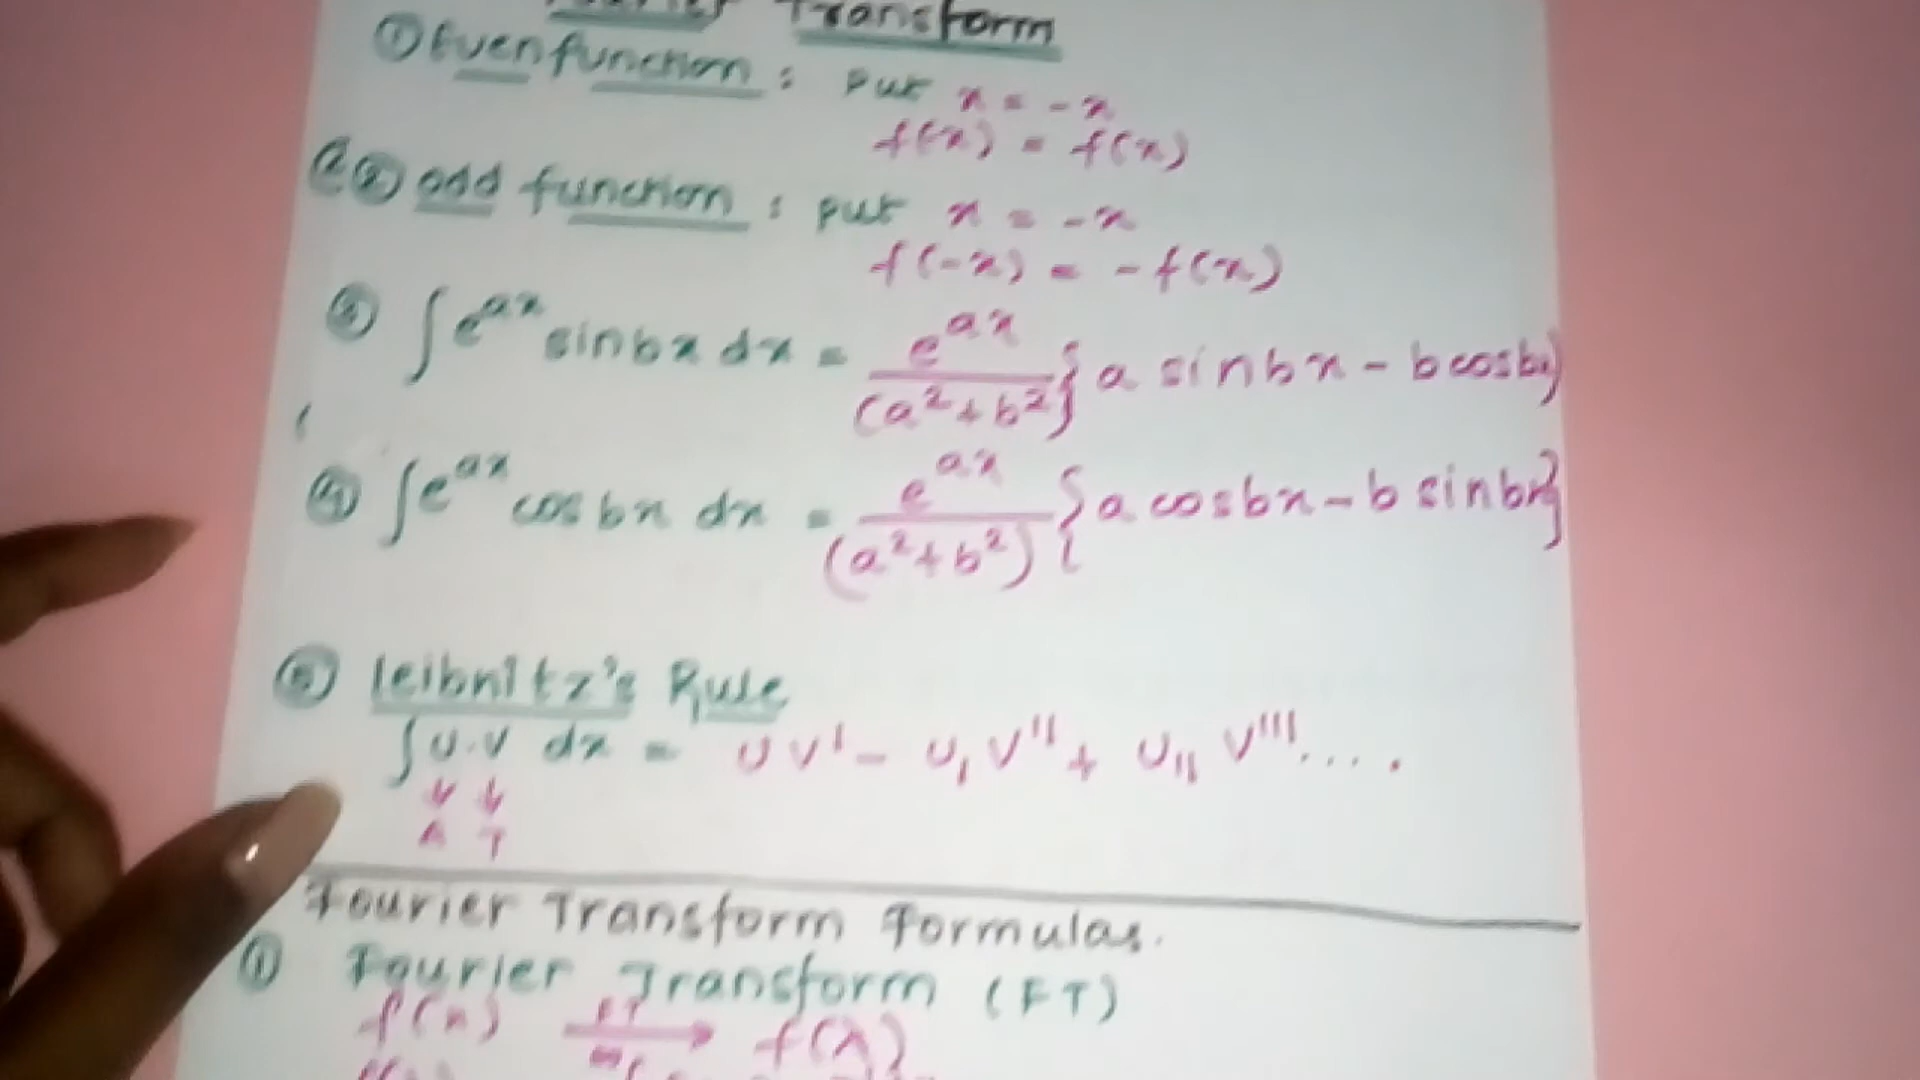 Transform
① Even function : Put x = -x
f(x) = f(x)
② odd function : put x = -x
f(-x) = -f(x)
③ ∫e^ax sinbx dx = e^ax/(a²+b²) {a sinbx - b cosbx}
④ ∫e^ax cosbx dx = e^ax/(a²+b²) {a cosbx - b sinbx}
⑤ leibnitz's Rule
∫U.V dx = UV' - U₁V'' + U₁₁V'''....
↓ ↓
A T
Fourier Transform Formulas.
① Fourier Transform (FT)
f(x) FT→ f(λ)